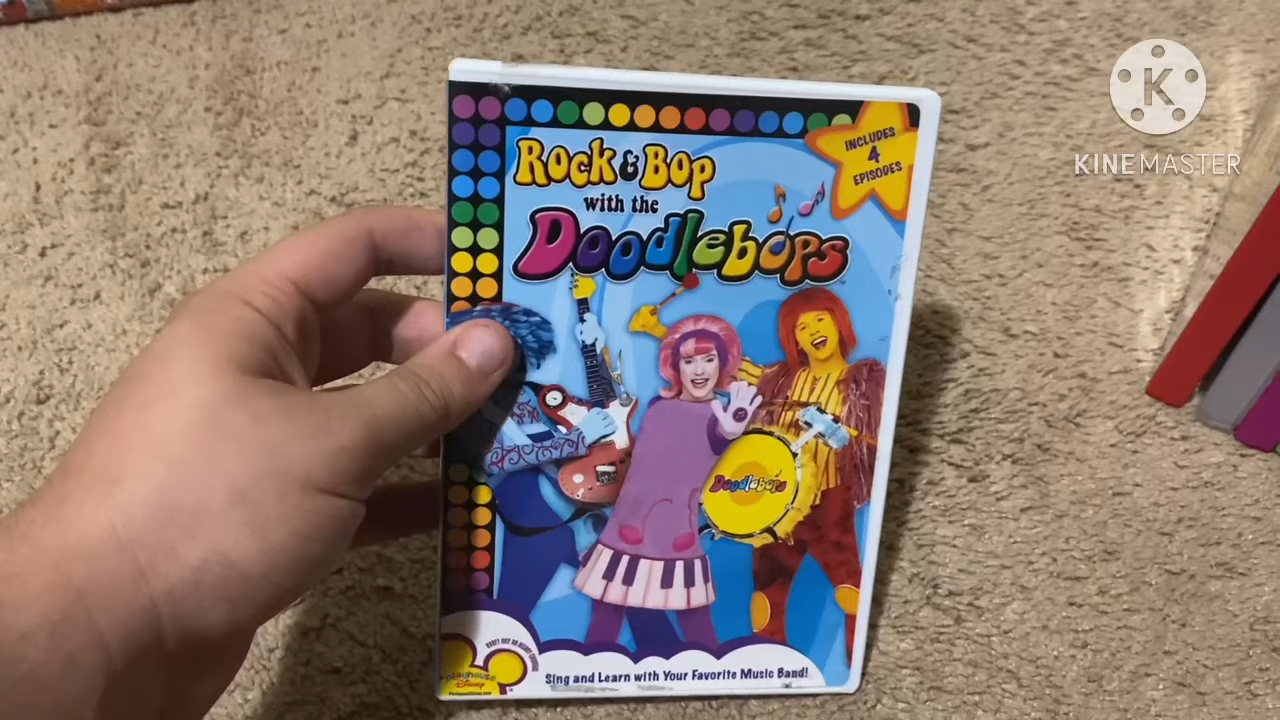 K
KINEMASTER
INCLUDES
4
EPISODES
Rock & Bop
with the
Doodlebops
Doodlebops
playhouse
Disney
Sing and Learn with Your Favorite Music Band!